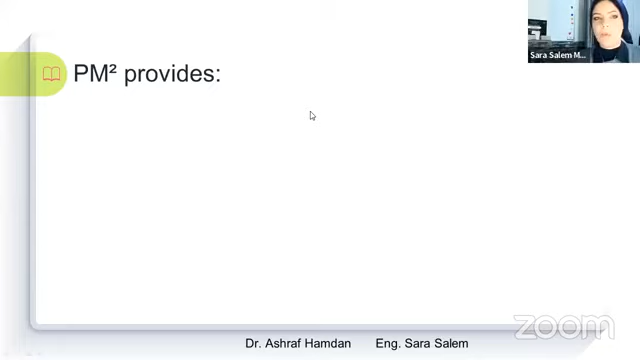 Sara Salem M...
PM² provides:
zoom
Dr. Ashraf Hamdan Eng. Sara Salem